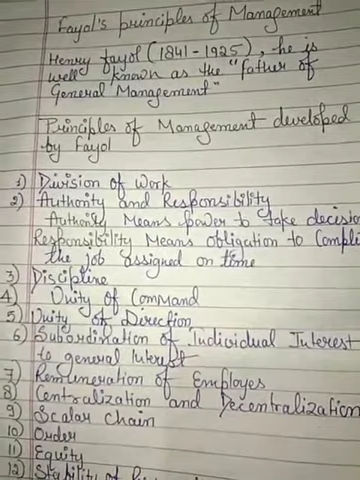 Fayol's principles of Management
Henry fayol (1841-1925), he is
well known as the "father of
General Management"
Principles of Management developed
by Fayol
1) Division of Work
2) Authority and Responsibility
Authority Means power to take decision
Responsibility Means obligation to Comple
the job assigned on time
3) Discipline
4) Unity of Command
5) Unity of Direction
6) Subordination of Individual Interest
to general Interest
7) Remuneration of Employes
8) Centralization and Decentralization
9) Scalar chain
10) Order
11) Equity
12) Stability of